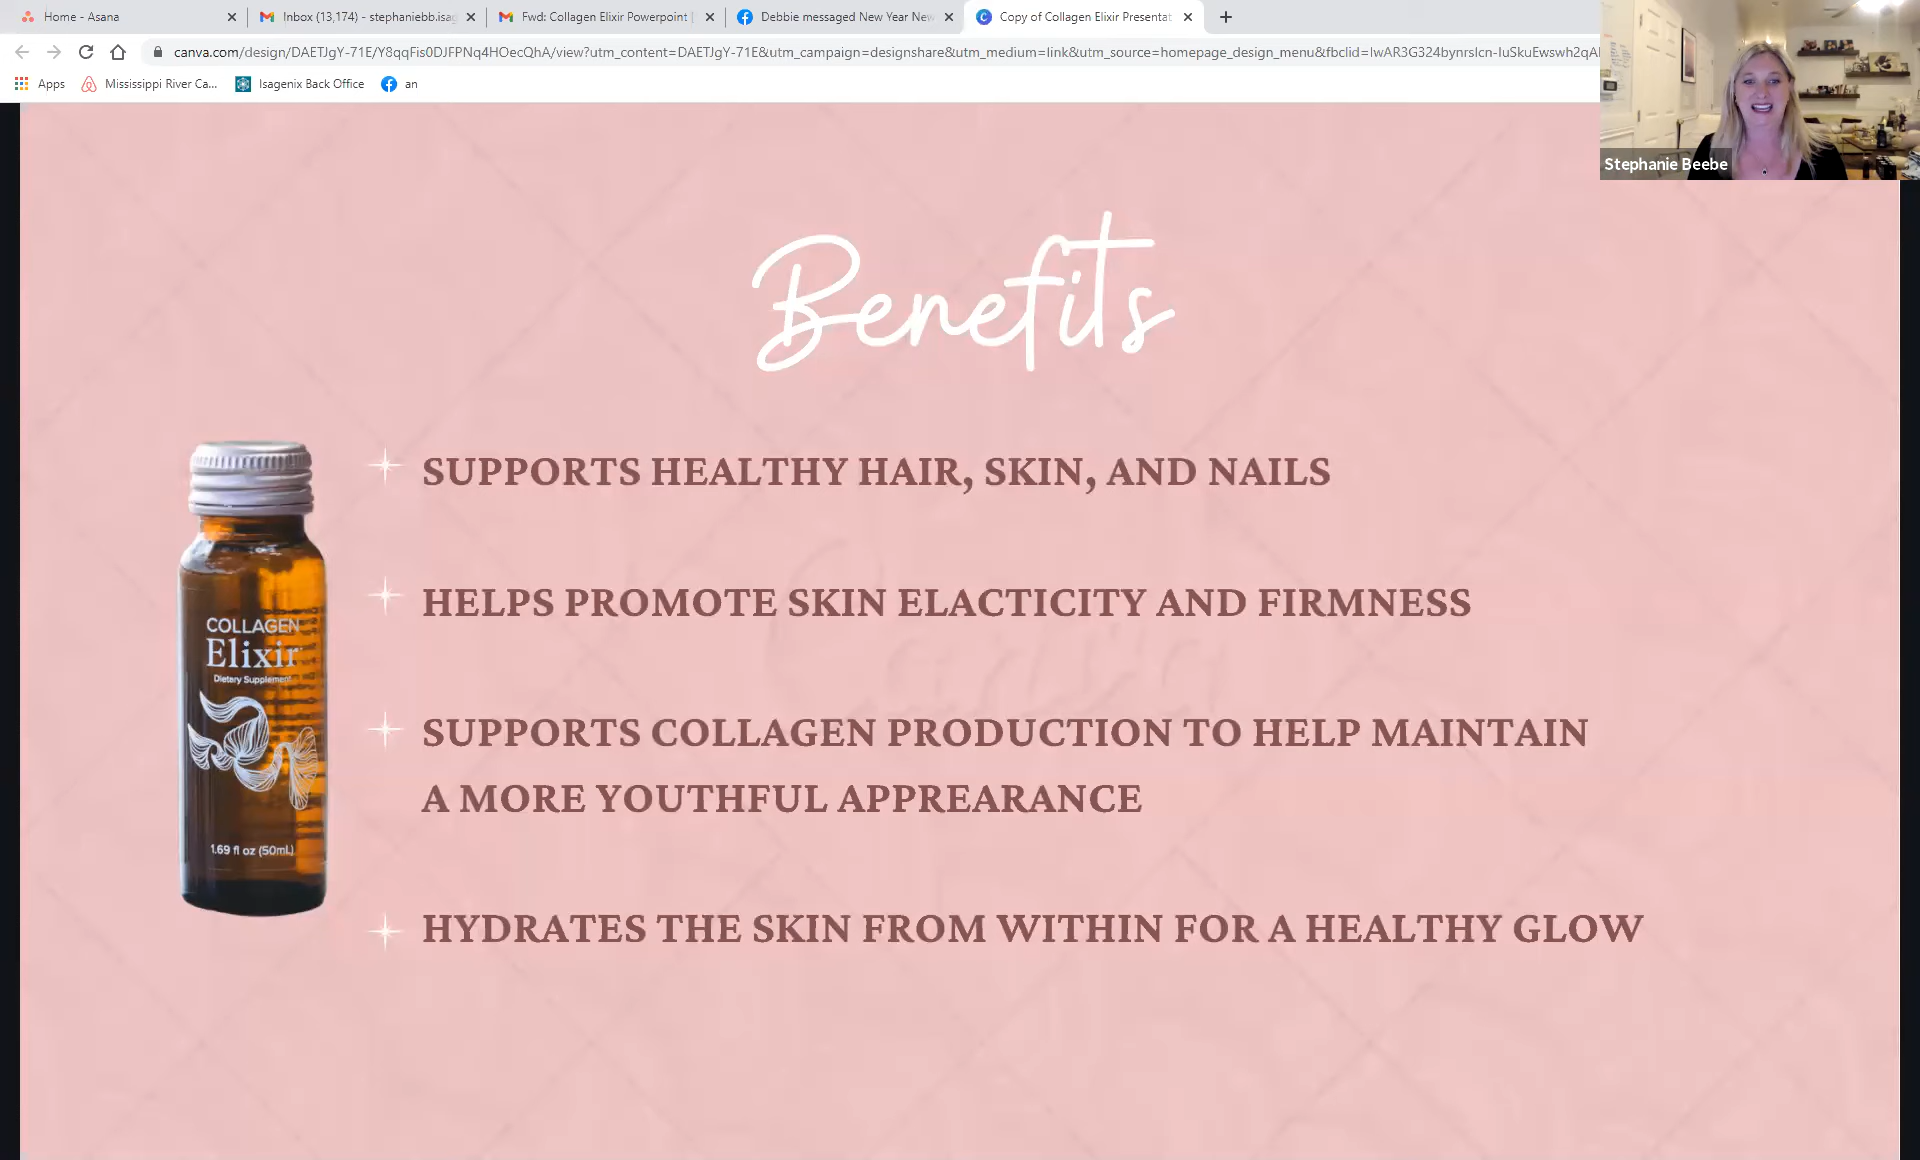 Home - Asana
Inbox (13,174) - stephaniebb.isag
Fwd: Collagen Elixir Powerpoint
Debbie messaged New Year New
Copy of Collagen Elixir Presentat
canva.com/design/DAETJgY-71E/Y8qqFis0DJFPNq4HOecQhA/view?utm_content=DAETJgY-71E&utm_campaign=designshare&utm_medium=link&utm_source=homepage_design_menu&fbclid=IwAR3G324bynrslcn-IuSkuEwswh2qAl
Apps
Mississippi River Ca...
Isagenix Back Office
an
Stephanie Beebe
Benefits
SUPPORTS HEALTHY HAIR, SKIN, AND NAILS
HELPS PROMOTE SKIN ELACTICITY AND FIRMNESS
SUPPORTS COLLAGEN PRODUCTION TO HELP MAINTAIN
A MORE YOUTHFUL APPREARANCE
HYDRATES THE SKIN FROM WITHIN FOR A HEALTHY GLOW
COLLAGEN
Elixir
Dietary Supplement
1.69 fl oz (50mL)